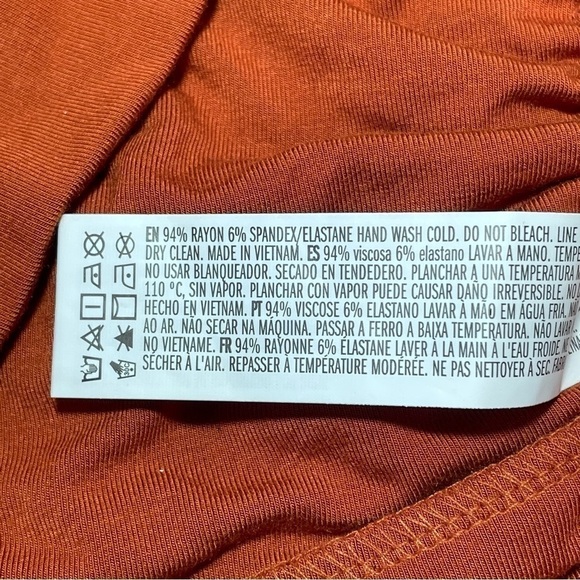 EN 94% RAYON 6% SPANDEX/ELASTANE HAND WASH COLD. DO NOT BLEACH. LINE
DRY CLEAN. MADE IN VIETNAM. ES 94% viscosa 6% elastano LAVAR A MANO.
NO USAR BLANQUEADOR. SECADO EN TENDEDERO. PLANCHAR A UNA TEMPERATURA
110 °C, SIN VAPOR. PLANCHAR CON VAPOR PUEDE CAUSAR DAÑO IRREVERSIBLE.
HECHO EN VIETNAM. PT 94% VISCOSE 6% ELASTANO LAVAR À MÃO EM ÁGUA FRIA.
AO AR. NÃO SECAR NA MÁQUINA. PASSAR A FERRO A BAIXA TEMPERATURA. NÃO LAVAR
VIETNAME. FR 94% RAYONNE 6% ÉLASTANE LAVER À LA MAIN À L'EAU FROIDE.
SÉCHER À L'AIR. REPASSER À TEMPÉRATURE MODÉRÉE. NE PAS NETTOYER À SEC.